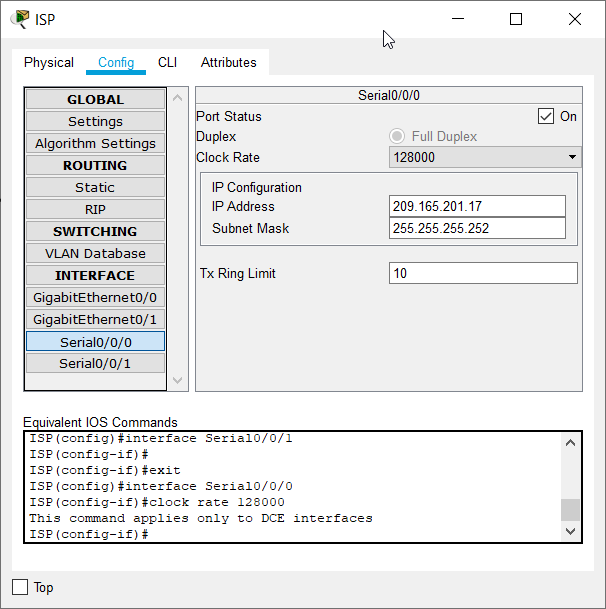 ISP
Physical Config CLI Attributes
GLOBAL
Settings
Algorithm Settings
ROUTING
Static
RIP
SWITCHING
VLAN Database
INTERFACE
GigabitEthernet0/0
GigabitEthernet0/1
Serial0/0/0
Serial0/0/1
Serial0/0/0
Port Status On
Duplex Full Duplex
Clock Rate 128000
IP Configuration
IP Address 209.165.201.17
Subnet Mask 255.255.255.252
Tx Ring Limit 10
Equivalent IOS Commands
ISP(config)#interface Serial0/0/1
ISP(config-if)#
ISP(config-if)#exit
ISP(config)#interface Serial0/0/0
ISP(config-if)#clock rate 128000
This command applies only to DCE interfaces
ISP(config-if)#
Top